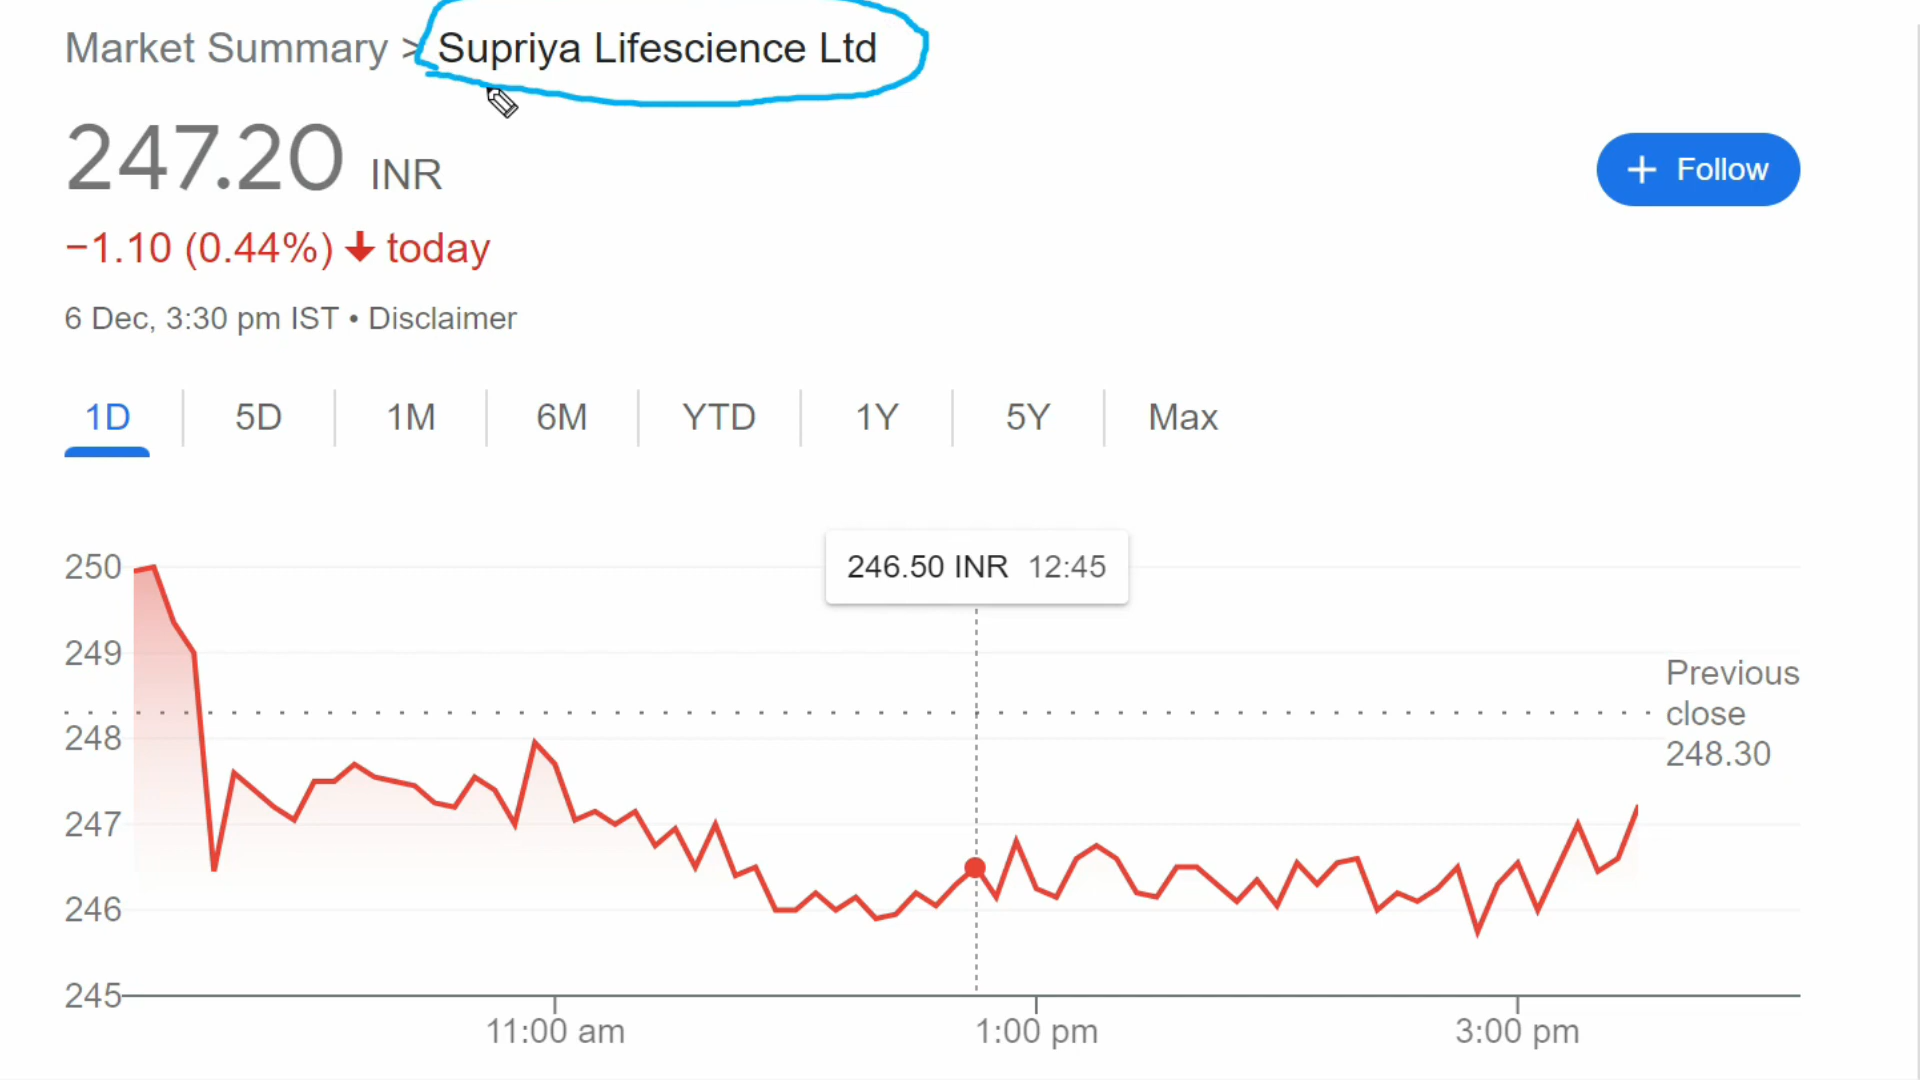 Market Summary > Supriya Lifescience Ltd
247.20 INR
+ Follow
−1.10 (0.44%) ↓ today
6 Dec, 3:30 pm IST • Disclaimer
1D 5D 1M 6M YTD 1Y 5Y Max
246.50 INR 12:45
250
249
248
247
246
245
Previous
close
248.30
11:00 am 1:00 pm 3:00 pm